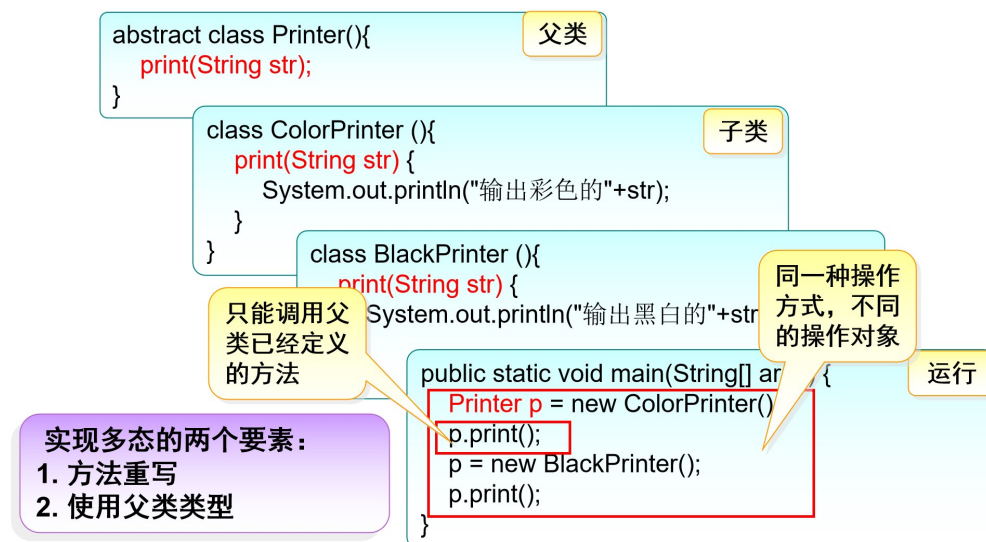 abstract class Printer(){
print(String str);
}
父类
class ColorPrinter (){
print(String str) {
System.out.println("输出彩色的"+str);
}
}
子类
class BlackPrinter (){
print(String str) {
System.out.println("输出黑白的"+str
只能调用父
类已经定义
的方法
同一种操作
方式，不同
的操作对象
public static void main(String[] ar {
Printer p = new ColorPrinter()
p.print();
p = new BlackPrinter();
p.print();
}
运行
实现多态的两个要素：
1. 方法重写
2. 使用父类类型